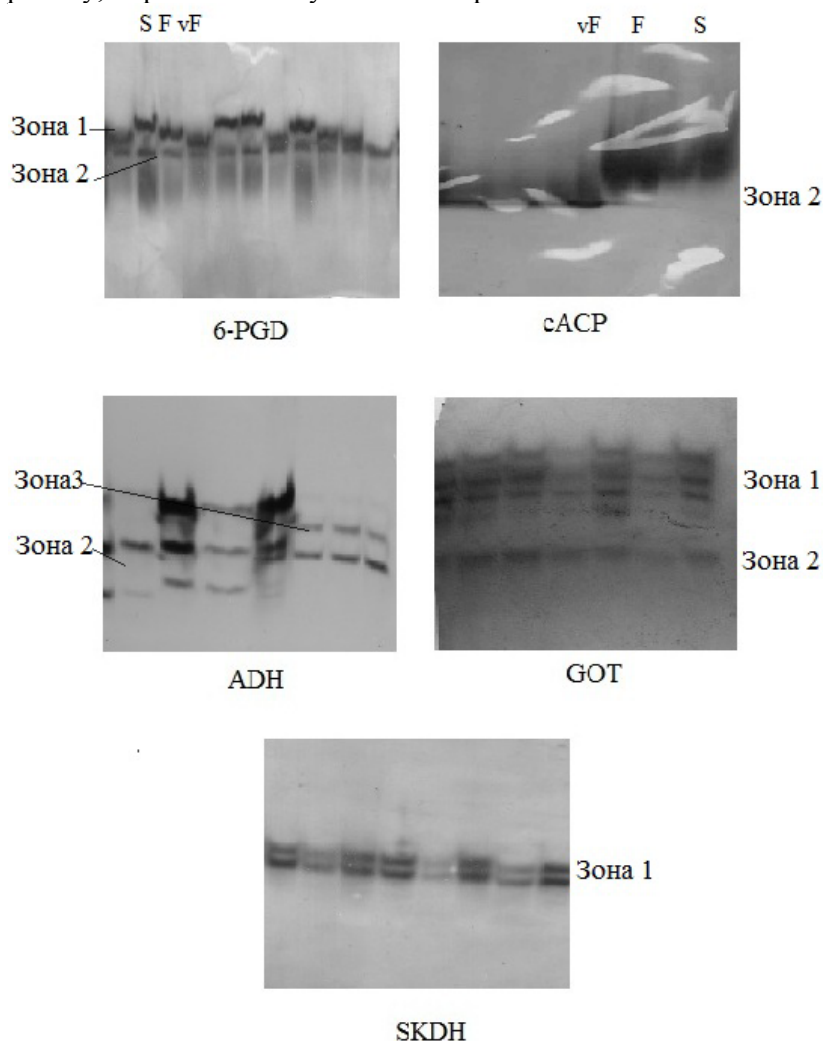 S F vF
vF F S
Зона 1
Зона 2
Зона 2
6-PGD
cACP
Зона3
Зона 2
Зона 1
Зона 2
ADH
GOT
Зона 1
SKDH